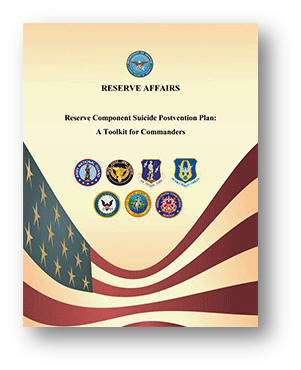 RESERVE AFFAIRS
Reserve Component Suicide Postvention Plan:
A Toolkit for Commanders